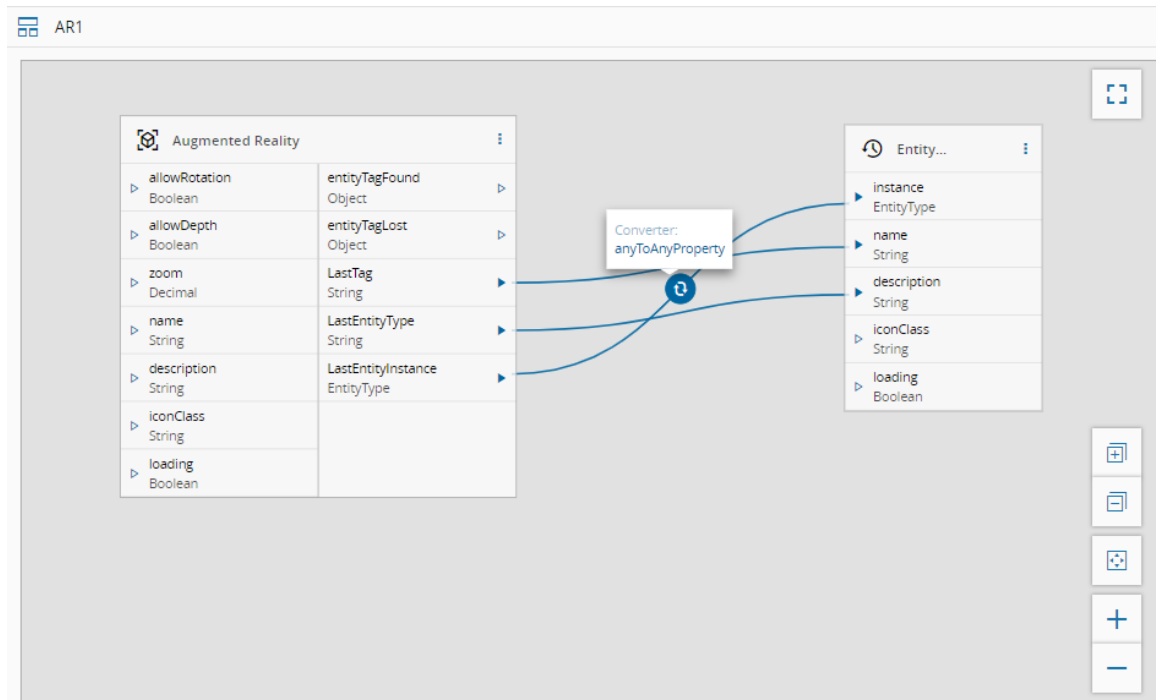 AR1
Augmented Reality
allowRotation
Boolean
allowDepth
Boolean
zoom
Decimal
name
String
description
String
iconClass
String
loading
Boolean
entityTagFound
Object
entityTagLost
Object
LastTag
String
LastEntityType
String
LastEntityInstance
EntityType
Converter:
anyToAnyProperty
Entity...
instance
EntityType
name
String
description
String
iconClass
String
loading
Boolean